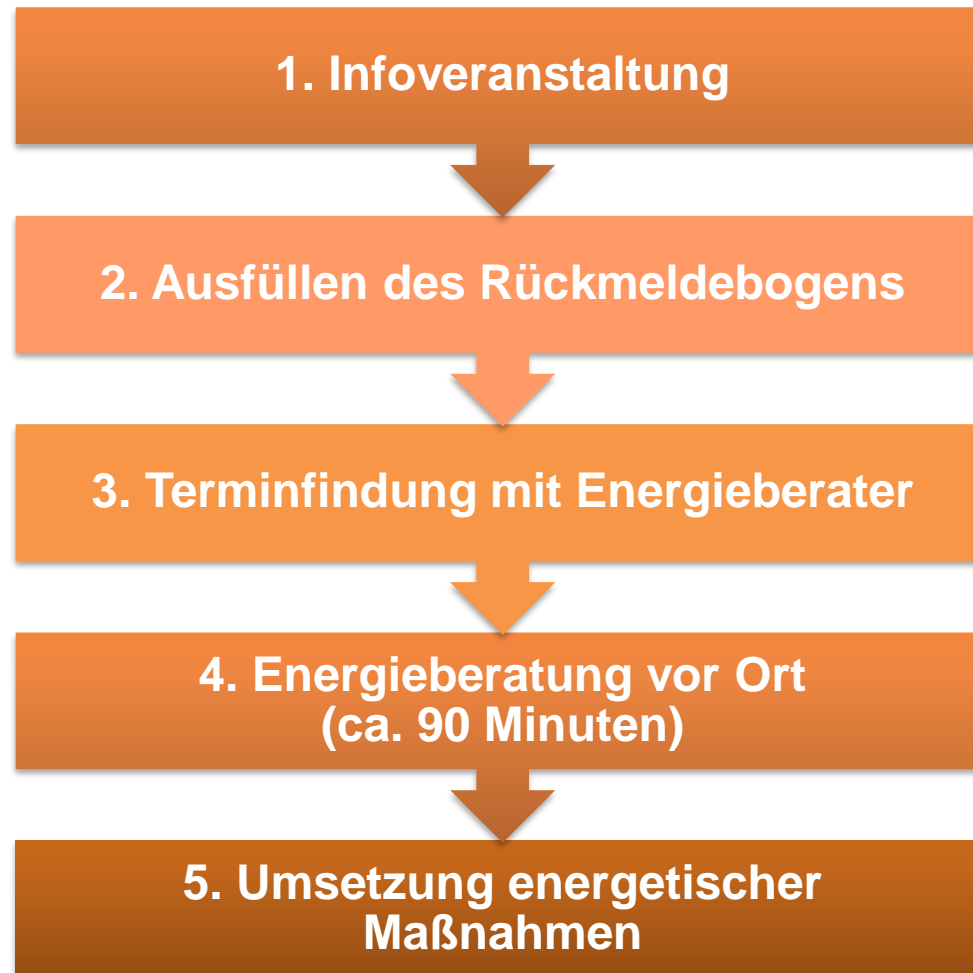 1. Infoveranstaltung
2. Ausfüllen des Rückmeldebogens
3. Terminfindung mit Energieberater
4. Energieberatung vor Ort
(ca. 90 Minuten)
5. Umsetzung energetischer
Maßnahmen